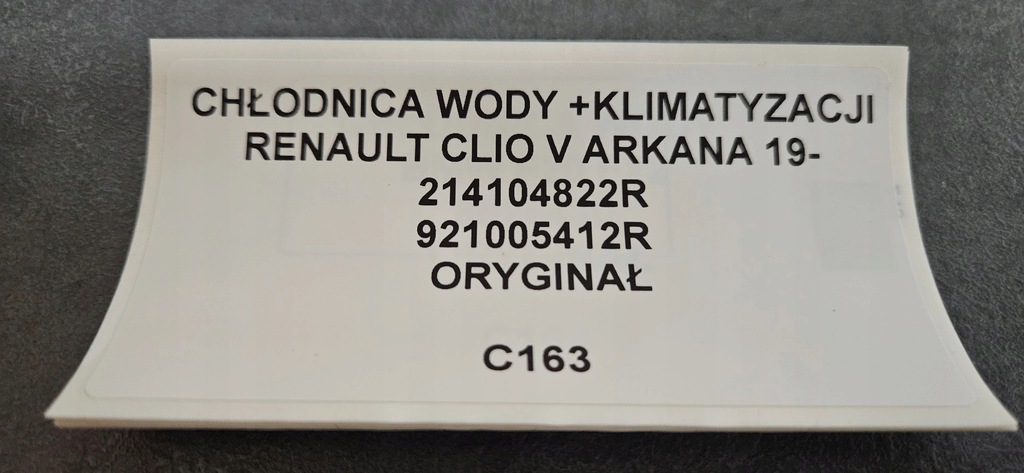 CHŁODNICA WODY +KLIMATYZACJI
RENAULT CLIO V ARKANA 19-
214104822R
921005412R
ORYGINAŁ
C163